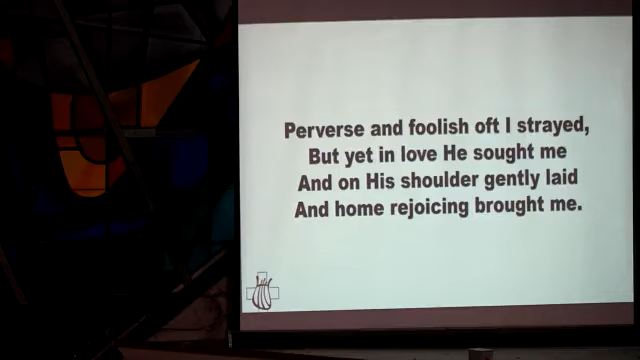 Perverse and foolish oft I strayed,
But yet in love He sought me
And on His shoulder gently laid
And home rejoicing brought me.